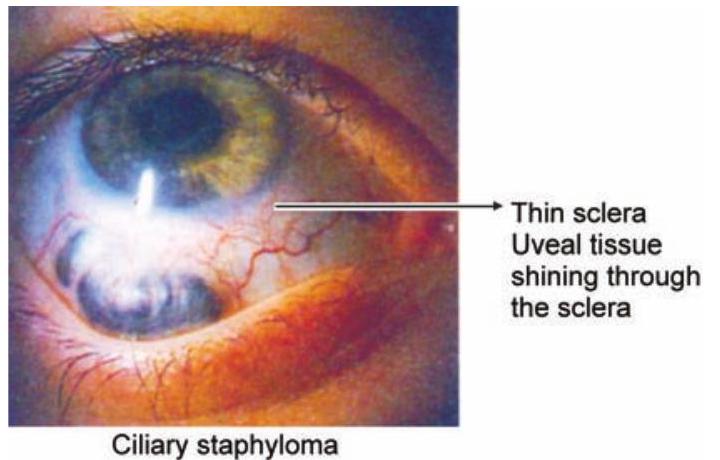 Thin sclera
Uveal tissue
shining through
the sclera
Ciliary staphyloma